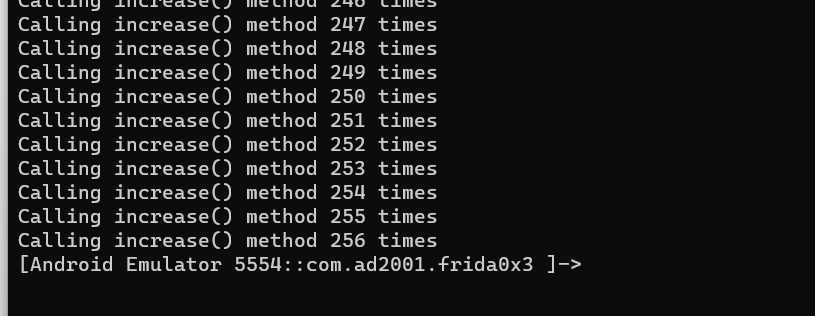 Calling increase() method 246 times
Calling increase() method 247 times
Calling increase() method 248 times
Calling increase() method 249 times
Calling increase() method 250 times
Calling increase() method 251 times
Calling increase() method 252 times
Calling increase() method 253 times
Calling increase() method 254 times
Calling increase() method 255 times
Calling increase() method 256 times
[Android Emulator 5554::com.ad2001.frida0x3 ]->